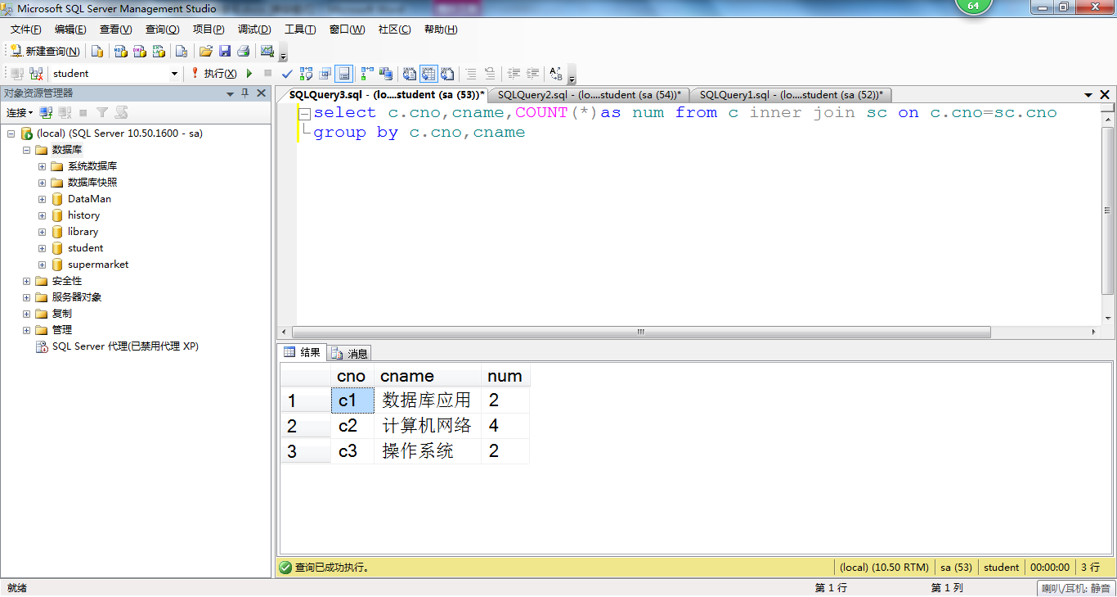 Microsoft SQL Server Management Studio
64
文件(F) 编辑(E) 查看(V) 查询(Q) 项目(P) 调试(D) 工具(T) 窗口(W) 社区(C) 帮助(H)
新建查询(N)
student 执行(X)
对象资源管理器
连接
(local) (SQL Server 10.50.1600 - sa)
数据库
系统数据库
数据库快照
DataMan
history
library
student
supermarket
安全性
服务器对象
复制
管理
SQL Server 代理(已禁用代理 XP)
SQLQuery3.sql - (lo....student (sa (53))* SQLQuery2.sql - (lo....student (sa (54))* SQLQuery1.sql - (lo....student (sa (52))*
select c.cno,cname,COUNT(*)as num from c inner join sc on c.cno=sc.cno
group by c.cno,cname
结果 消息
cno cname num
1 c1 数据库应用 2
2 c2 计算机网络 4
3 c3 操作系统 2
查询已成功执行。 (local) (10.50 RTM) sa (53) student 00:00:00 3 行
就绪 第 1 行 第 1 列 喇叭/耳机: 静音